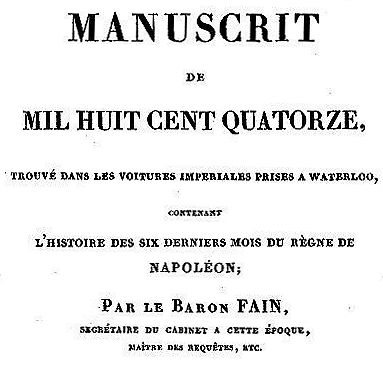 MANUSCRIT
DE
MIL HUIT CENT QUATORZE,
TROUVÉ DANS LES VOITURES IMPERIALES PRISES A WATERLOO,
CONTENANT
L'HISTOIRE DES SIX DERNIERS MOIS DU RÈGNE DE
NAPOLÉON;
PAR LE BARON FAIN,
SECRÉTAIRE DU CABINET A CETTE ÉPOQUE,
MAÎTRE DES REQUÊTES, ETC.